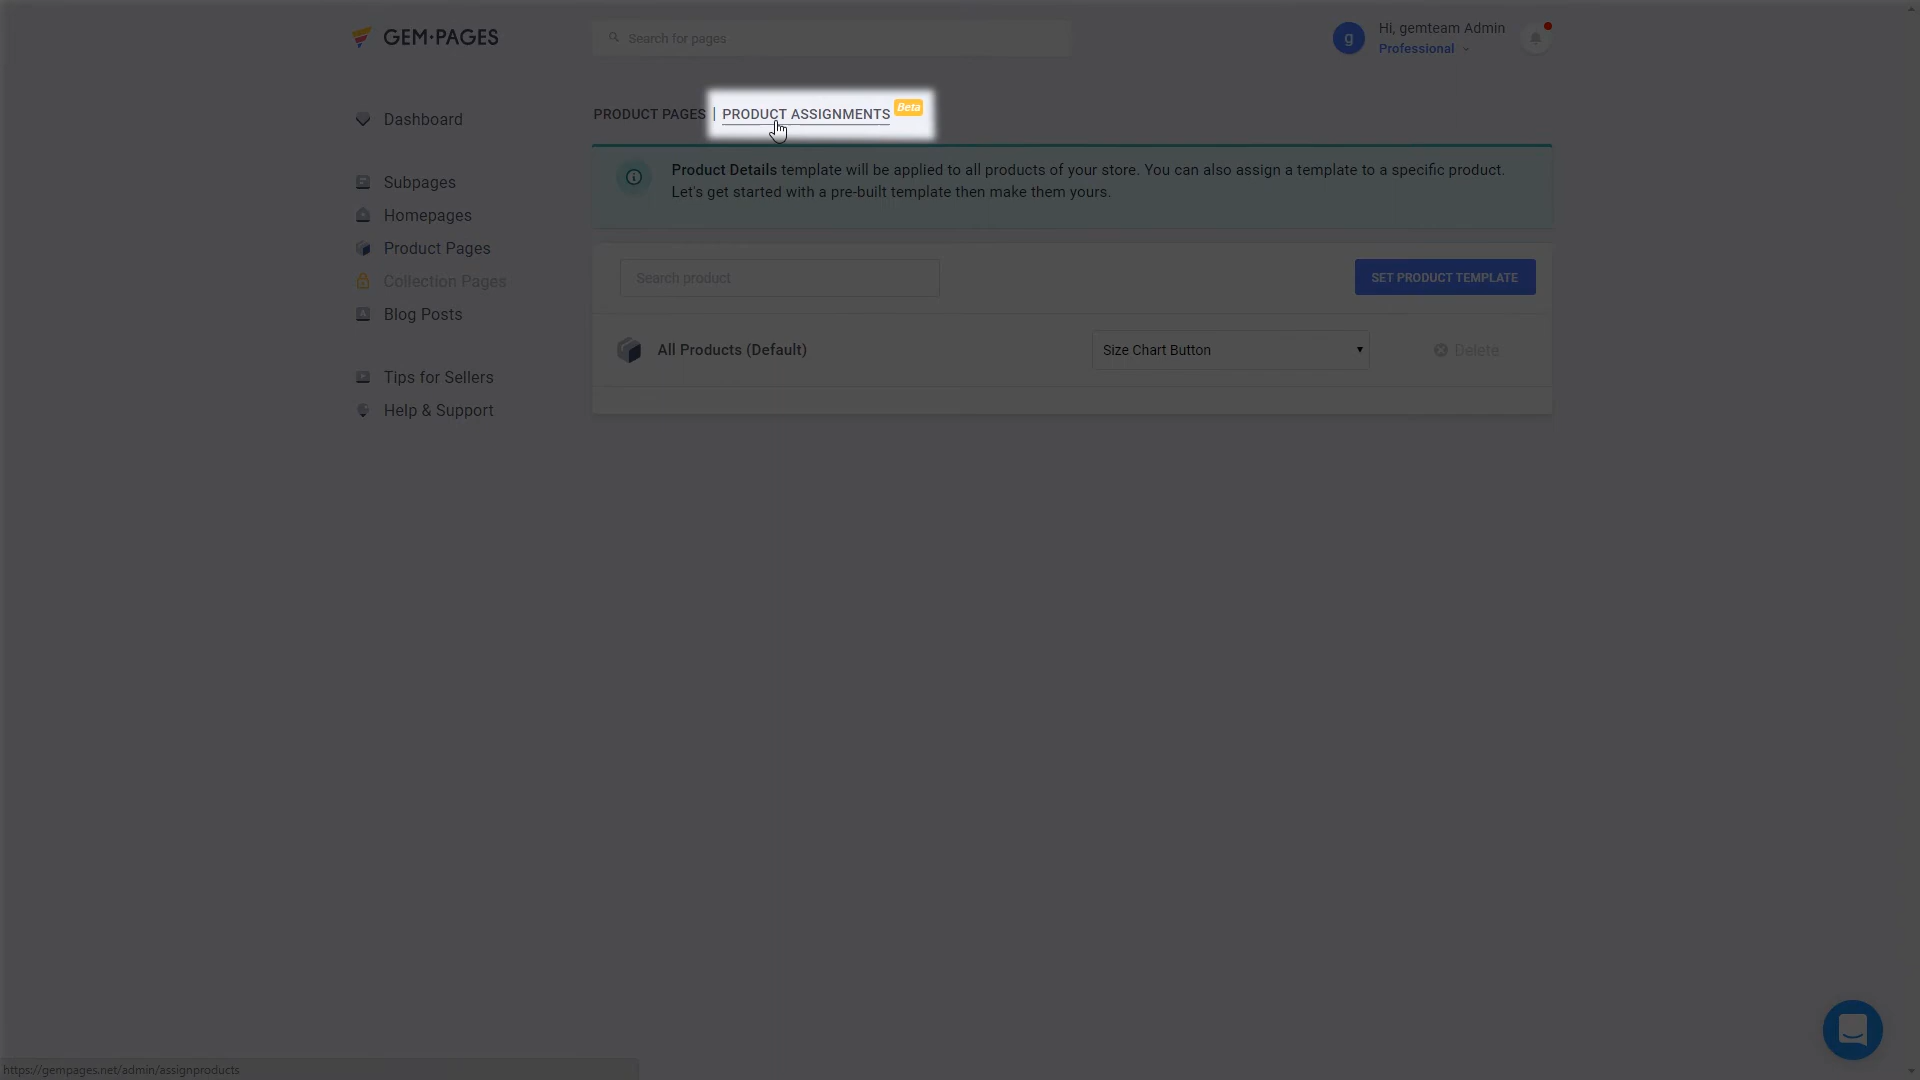 GEM·PAGES
Search for pages
g
Hi, gemteam Admin
Professional
PRODUCT PAGES | PRODUCT ASSIGNMENTS Beta
Dashboard
Subpages
Homepages
Product Pages
Collection Pages
Blog Posts
Tips for Sellers
Help & Support
Product Details template will be applied to all products of your store. You can also assign a template to a specific product.
Let's get started with a pre-built template then make them yours.
Search product
SET PRODUCT TEMPLATE
All Products (Default)
Size Chart Button
Delete
https://gempages.net/admin/assignproducts